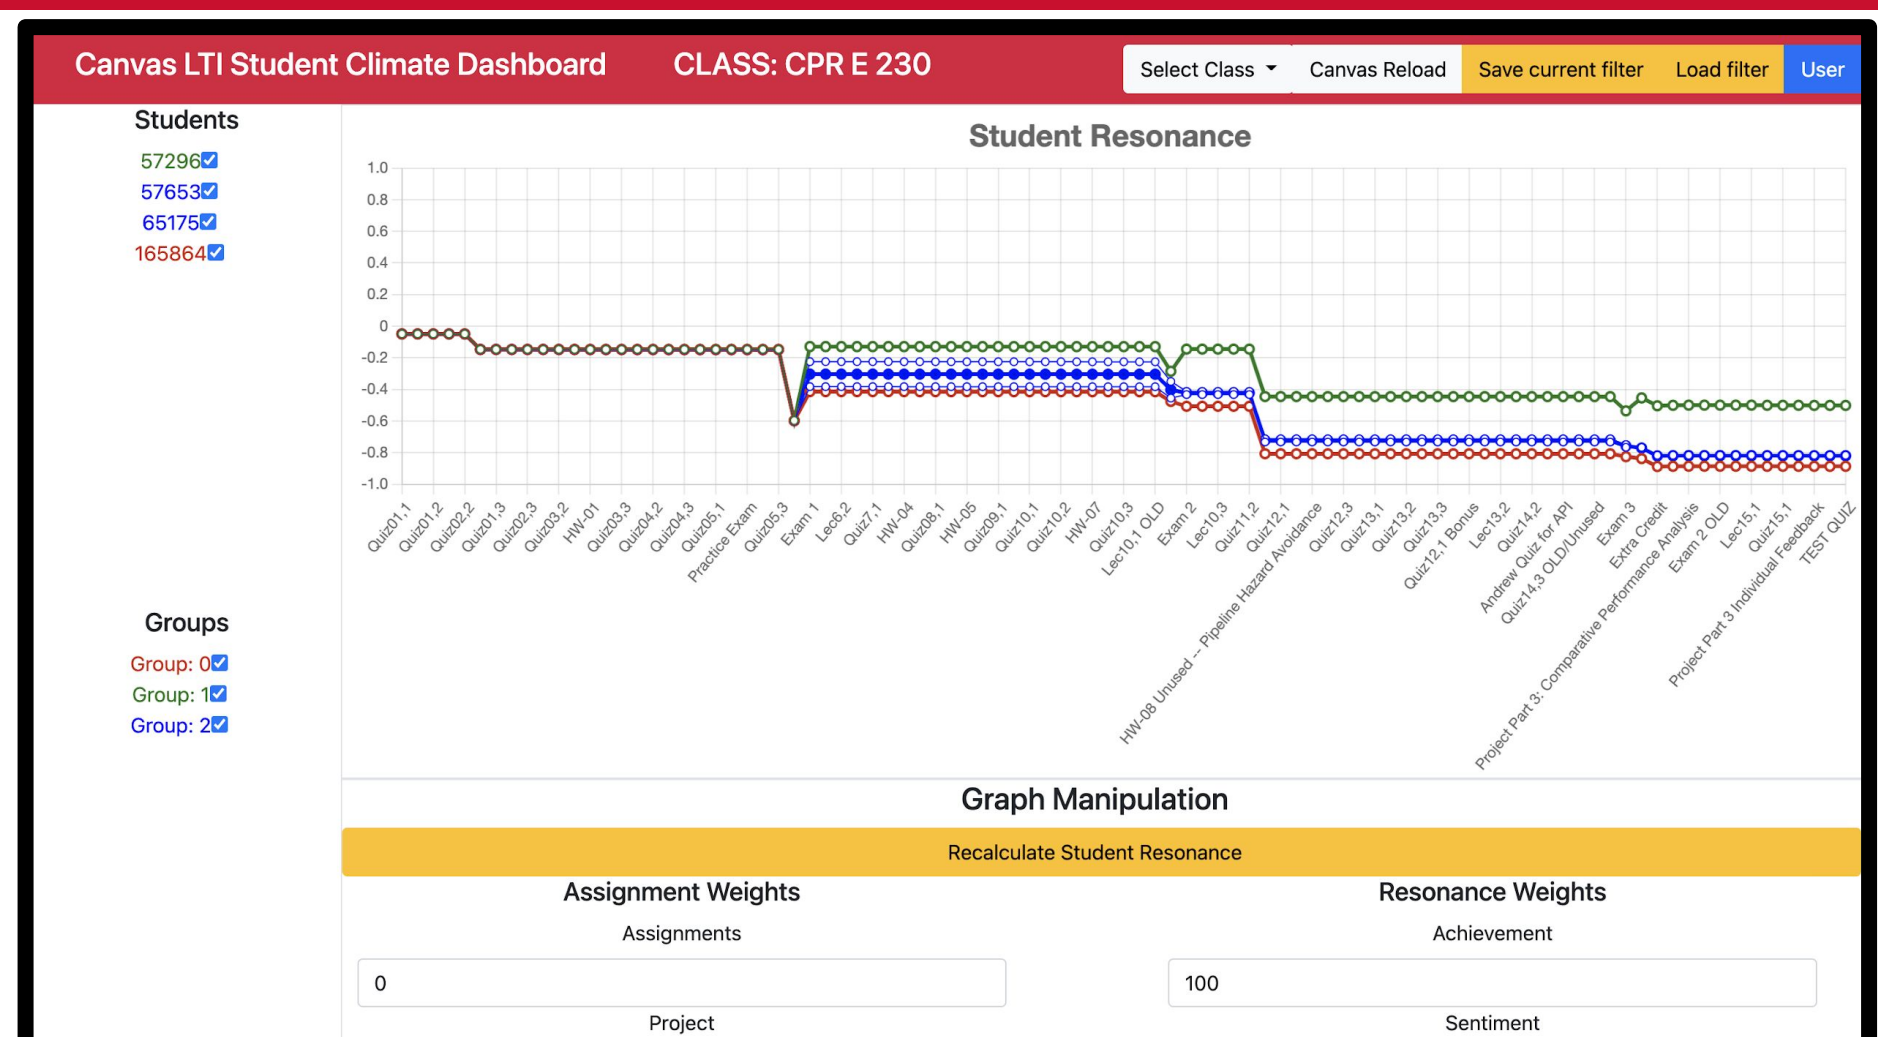 Canvas LTI Student Climate Dashboard
CLASS: CPR E 230
Select Class
Canvas Reload
Save current filter
Load filter
User
Students
57296
57653
65175
165864
Groups
Group: 0
Group: 1
Group: 2
Student Resonance
1.0
0.8
0.6
0.4
0.2
0
-0.2
-0.4
-0.6
-0.8
-1.0
Quiz01,1
Quiz01,2
Quiz02,2
Quiz01,3
Quiz02,3
Quiz03,2
HW-01
Quiz03,3
Quiz04,2
Quiz04,3
Quiz05,1
Practice Exam
Quiz05,3
Exam 1
Lec6,2
Quiz7,1
HW-04
Quiz08,1
HW-05
Quiz09,1
Quiz10,1
Quiz10,2
HW-07
Quiz10,3
Lec10,1 OLD
Exam 2
Lec10,3
Quiz11,2
Quiz12,1
HW-08 Unused -- Pipeline Hazard Avoidance
Quiz12,3
Quiz13,1
Quiz13,2
Quiz13,3
Quiz12,1 Bonus
Lec13,2
Quiz14,2
Andrew Quiz for API
Quiz14,3 OLD/Unused
Exam 3
Extra Credit
Project Part 3: Comparative Performance Analysis
Exam 2 OLD
Lec15,1
Quiz15,1
Project Part 3 Individual Feedback
TEST QUIZ
Graph Manipulation
Recalculate Student Resonance
Assignment Weights
Assignments
0
Project
Resonance Weights
Achievement
100
Sentiment